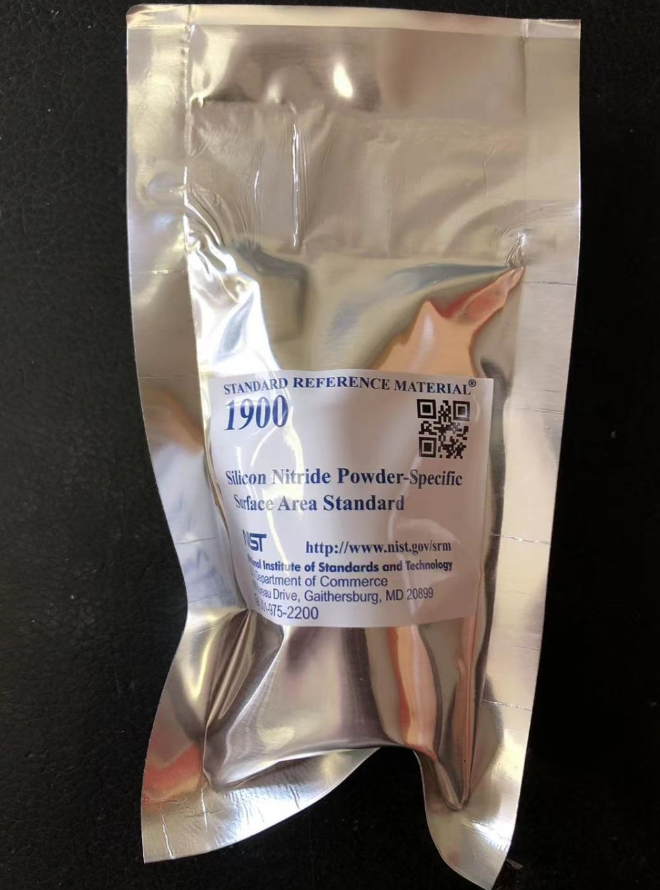 STANDARD REFERENCE MATERIAL®
1900
Silicon Nitride Powder-Specific
Surface Area Standard
NIST
http://www.nist.gov/srm
Institute of Standards and Technology
Department of Commerce
Drive, Gaithersburg, MD 20899
975-2200